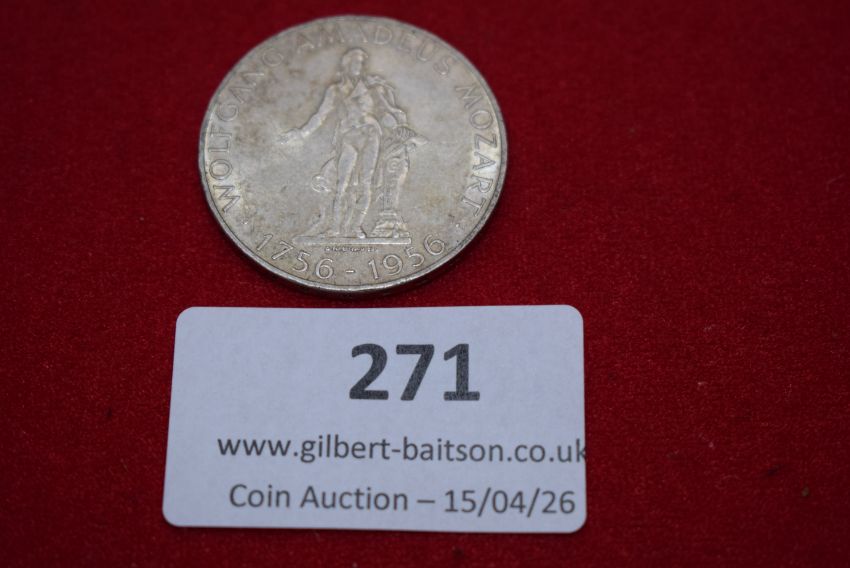 WOLFGANG AMADEUS MOZART
1756 - 1956
271
www.gilbert-baitson.co.uk
Coin Auction – 15/04/26